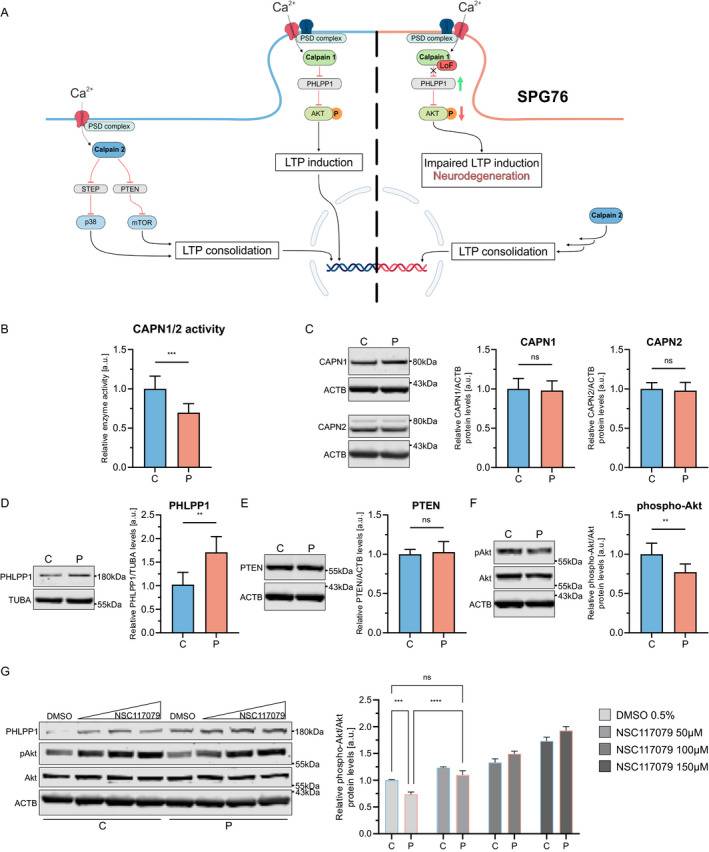 A
Ca²⁺
PSD complex
Calpain 1
PHLPP1
AKT
P
LTP induction
Ca²⁺
PSD complex
Calpain 1
LoF
PHLPP1
AKT
P
SPG76
Impaired LTP induction
Neurodegeneration
Ca²⁺
PSD complex
Calpain 2
STEP
PTEN
p38
mTOR
LTP consolidation
LTP consolidation
Calpain 2
B
CAPN1/2 activity
Relative enzyme activity [a.u.]
1.5
1.0
0.5
0.0
***
C
P
C
C
P
CAPN1
80kDa
43kDa
ACTB
CAPN2
80kDa
43kDa
ACTB
CAPN1
Relative CAPN1/ACTB
protein levels [a.u.]
1.5
1.0
0.5
0.0
ns
C
P
CAPN2
Relative CAPN2/ACTB
protein levels [a.u.]
1.5
1.0
0.5
0.0
ns
C
P
D
C
P
PHLPP1
180kDa
TUBA
55kDa
PHLPP1
Relative PHLPP1/TUBA levels [a.u.]
2.5
2.0
1.5
1.0
0.5
0.0
**
C
P
E
C
P
PTEN
55kDa
43kDa
ACTB
PTEN
Relative PTEN/ACTB levels [a.u.]
1.5
1.0
0.5
0.0
ns
C
P
F
C
P
pAkt
55kDa
Akt
55kDa
43kDa
ACTB
phospho-Akt
Relative phospho-Akt/Akt
protein levels [a.u.]
1.5
1.0
0.5
0.0
**
C
P
G
DMSO
NSC117079
DMSO
NSC117079
PHLPP1
180kDa
pAkt
55kDa
Akt
55kDa
43kDa
ACTB
C
P
Relative phospho-Akt/Akt
protein levels [a.u.]
2.5
2.0
1.5
1.0
0.5
0.0
ns
***
****
C
P
C
P
C
P
C
P
DMSO 0.5%
NSC117079 50µM
NSC117079 100µM
NSC117079 150µM